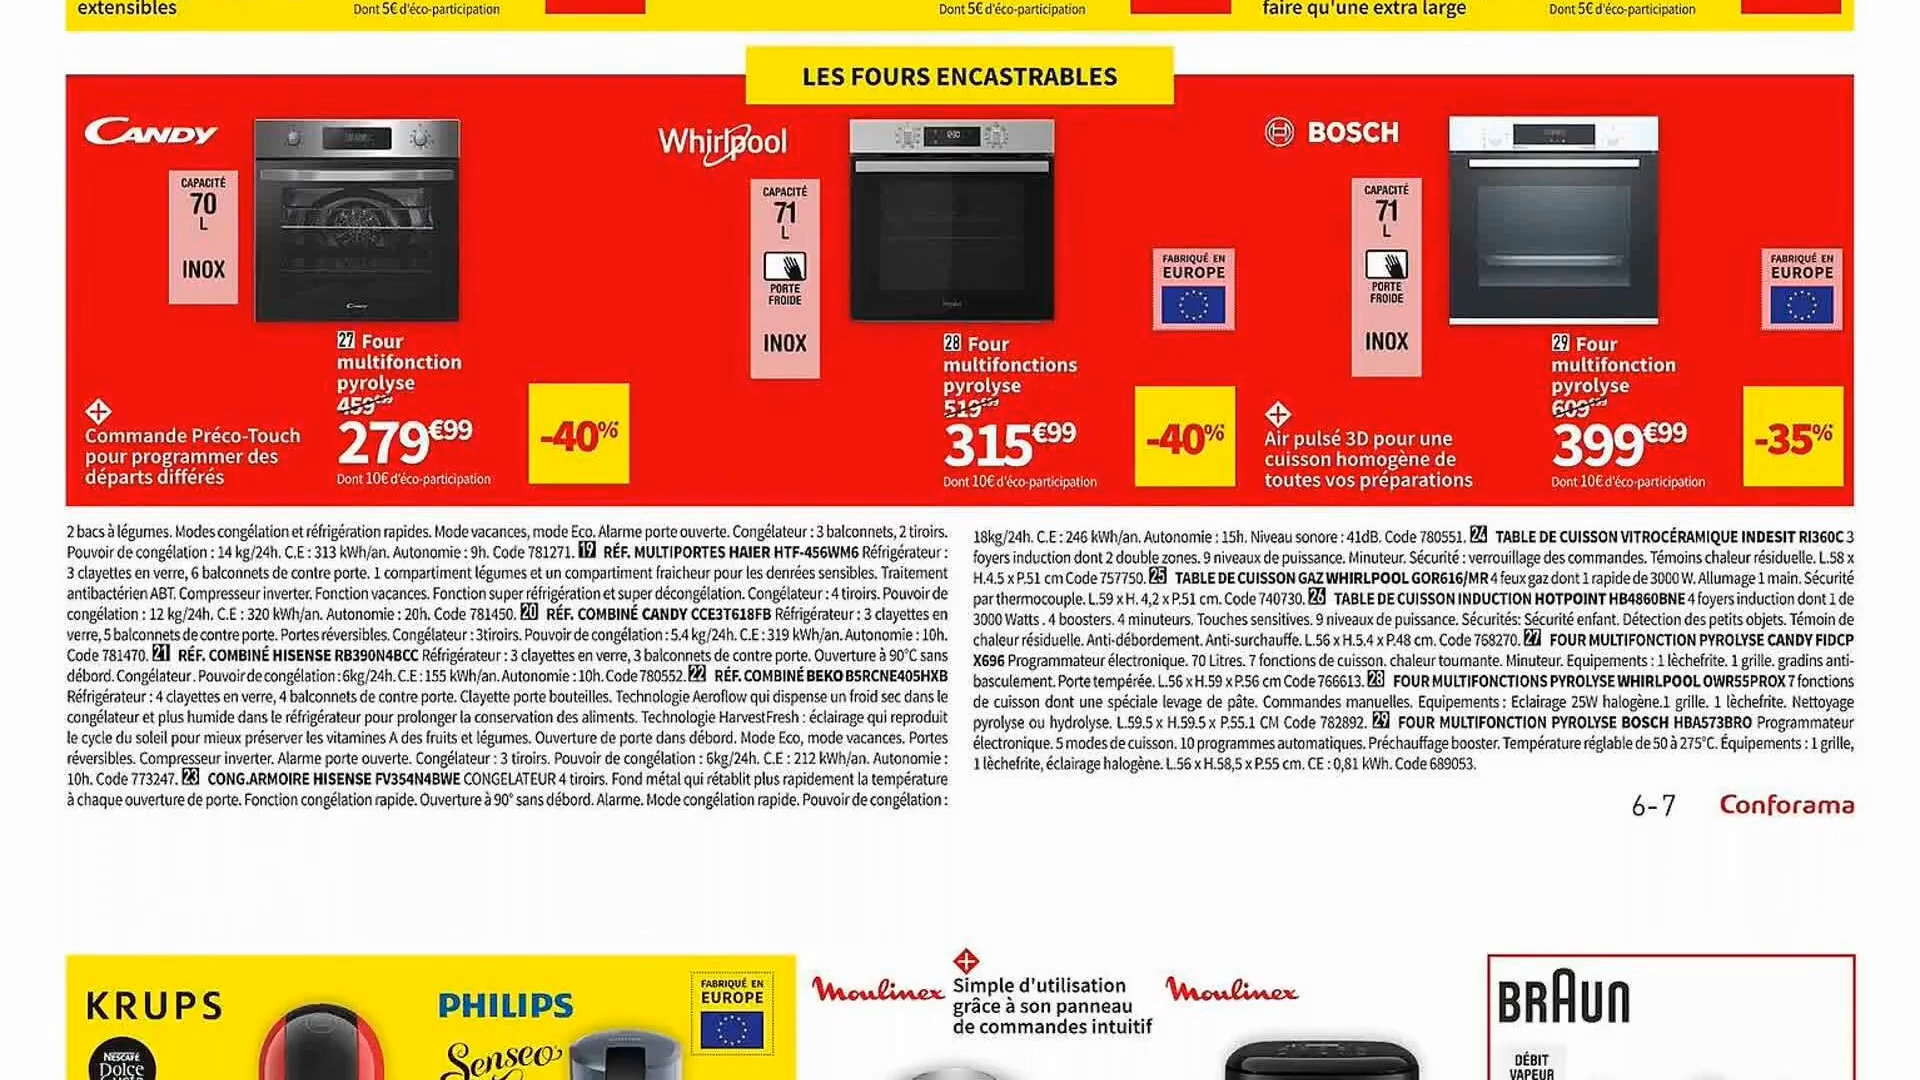 extensibles
Dont 5€ d'éco-participation
Dont 5€ d'éco-participation
faire qu'une extra large
Dont 5€ d'éco-participation
LES FOURS ENCASTRABLES
CANDY
CAPACITÉ
70
L
INOX
27 Four
multifonction
pyrolyse
459€99
279€99
Dont 10€ d'éco-participation
-40%
Commande Préco-Touch
pour programmer des
départs différés
Whirlpool
CAPACITÉ
71
L
PORTE
FROIDE
INOX
FABRIQUÉ EN
EUROPE
28 Four
multifonctions
pyrolyse
519€99
315€99
Dont 10€ d'éco-participation
-40%
BOSCH
CAPACITÉ
71
L
PORTE
FROIDE
INOX
FABRIQUÉ EN
EUROPE
29 Four
multifonction
pyrolyse
609€99
399€99
Dont 10€ d'éco-participation
-35%
Air pulsé 3D pour une
cuisson homogène de
toutes vos préparations
2 bacs à légumes. Modes congélation et réfrigération rapides. Mode vacances, mode Eco. Alarme porte ouverte. Congélateur : 3 balconnets, 2 tiroirs.
Pouvoir de congélation : 14 kg/24h. C.E : 313 kWh/an. Autonomie : 9h. Code 781271. 19 RÉF. MULTIPORTES HAIER HTF-456WM6 Réfrigérateur :
3 clayettes en verre, 6 balconnets de contre porte. 1 compartiment légumes et un compartiment fraicheur pour les denrées sensibles. Traitement
antibactérien ABT. Compresseur inverter. Fonction vacances. Fonction super réfrigération et super décongélation. Congélateur : 4 tiroirs. Pouvoir de
congélation : 12 kg/24h. C.E : 320 kWh/an. Autonomie : 20h. Code 781450. 20 RÉF. COMBINÉ CANDY CCE3T618FB Réfrigérateur : 3 clayettes en
verre, 5 balconnets de contre porte. Portes réversibles. Congélateur : 3tiroirs. Pouvoir de congélation : 5.4 kg/24h. C.E : 319 kWh/an. Autonomie : 10h.
Code 781470. 21 RÉF. COMBINÉ HISENSE RB390N4BCC Réfrigérateur : 3 clayettes en verre, 3 balconnets de contre porte. Ouverture à 90°C sans
débord. Congélateur . Pouvoir de congélation : 6kg/24h. C.E : 155 kWh/an. Autonomie : 10h. Code 780552. 22 RÉF. COMBINÉ BEKO B5RCNE405HXB
Réfrigérateur : 4 clayettes en verre, 4 balconnets de contre porte. Clayette porte bouteilles. Technologie Aeroflow qui dispense un froid sec dans le
congélateur et plus humide dans le réfrigérateur pour prolonger la conservation des aliments. Technologie HarvestFresh : éclairage qui reproduit
le cycle du soleil pour mieux préserver les vitamines A des fruits et légumes. Ouverture de porte dans débord. Mode Eco, mode vacances. Portes
réversibles. Compresseur inverter. Alarme porte ouverte. Congélateur : 3 tiroirs. Pouvoir de congélation : 6kg/24h. C.E : 212 kWh/an. Autonomie :
10h. Code 773247. 23 CONG.ARMOIRE HISENSE FV354N4BWE CONGELATEUR 4 tiroirs. Fond métal qui rétablit plus rapidement la température
à chaque ouverture de porte. Fonction congélation rapide. Ouverture à 90° sans débord. Alarme. Mode congélation rapide. Pouvoir de congélation :
18kg/24h. C.E : 246 kWh/an. Autonomie : 15h. Niveau sonore : 41dB. Code 780551. 24 TABLE DE CUISSON VITROCÉRAMIQUE INDESIT RI360C 3
foyers induction dont 2 double zones. 9 niveaux de puissance. Minuteur. Sécurité : verrouillage des commandes. Témoins chaleur résiduelle. L.58 x
H.4.5 x P.51 cm Code 757750. 25 TABLE DE CUISSON GAZ WHIRLPOOL GOR616/MR 4 feux gaz dont 1 rapide de 3000 W. Allumage 1 main. Sécurité
par thermocouple. L.59 x H. 4,2 x P.51 cm. Code 740730. 26 TABLE DE CUISSON INDUCTION HOTPOINT HB4860BNE 4 foyers induction dont 1 de
3000 Watts . 4 boosters. 4 minuteurs. Touches sensitives. 9 niveaux de puissance. Sécurités: Sécurité enfant. Détection des petits objets. Témoin de
chaleur résiduelle. Anti-débordement. Anti-surchauffe. L.56 x H.5.4 x P.48 cm. Code 768270. 27 FOUR MULTIFONCTION PYROLYSE CANDY FIDCP
X696 Programmateur électronique. 70 Litres. 7 fonctions de cuisson. chaleur tournante. Minuteur. Equipements : 1 lèchefrite. 1 grille. gradins anti-
basculement. Porte tempérée. L.56 x H.59 x P.56 cm Code 766613. 28 FOUR MULTIFONCTIONS PYROLYSE WHIRLPOOL OWR55PROX 7 fonctions
de cuisson dont une spéciale levage de pâte. Commandes manuelles. Equipements : Eclairage 25W halogène.1 grille. 1 lèchefrite. Nettoyage
pyrolyse ou hydrolyse. L.59.5 x H.59.5 x P.55.1 CM Code 782892. 29 FOUR MULTIFONCTION PYROLYSE BOSCH HBA573BRO Programmateur
électronique. 5 modes de cuisson. 10 programmes automatiques. Préchauffage booster. Température réglable de 50 à 275°C. Équipements : 1 grille,
1 lèchefrite, éclairage halogène. L.56 x H.58,5 x P.55 cm. CE : 0,81 kWh. Code 689053.
6-7 Conforama
KRUPS
NESCAFÉ
Dolce
PHILIPS
Senseo
FABRIQUÉ EN
EUROPE
Moulinex
Simple d'utilisation
grâce à son panneau
de commandes intuitif
Moulinex
BRAUN
DÉBIT
VAPEUR